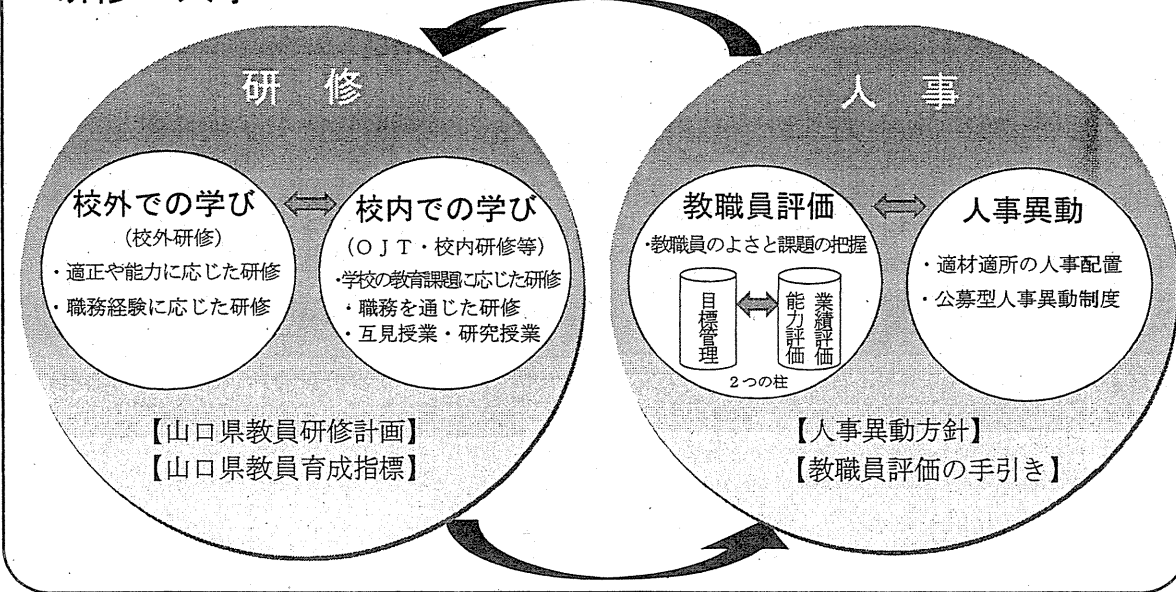 研 修
校外での学び
(校外研修)
・適正や能力に応じた研修
・職務経験に応じた研修
校内での学び
(OJT・校内研修等)
・学校の教育課題に応じた研修
・職務を通じた研修
・互見授業・研究授業
【山口県教員研修計画】
【山口県教員育成指標】
人 事
教職員評価
・教職員のよさと課題の把握
目標管理
業績評価
能力評価
2つの柱
人事異動
・適材適所の人事配置
・公募型人事異動制度
【人事異動方針】
【教職員評価の手引き】